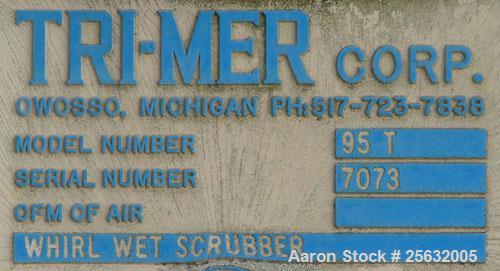 TRI-MER CORP.
OWOSSO, MICHIGAN PH:517-723-7838
MODEL NUMBER 95 T
SERIAL NUMBER 7073
CFM OF AIR
WHIRL WET SCRUBBER
Aaron Stock # 25632005